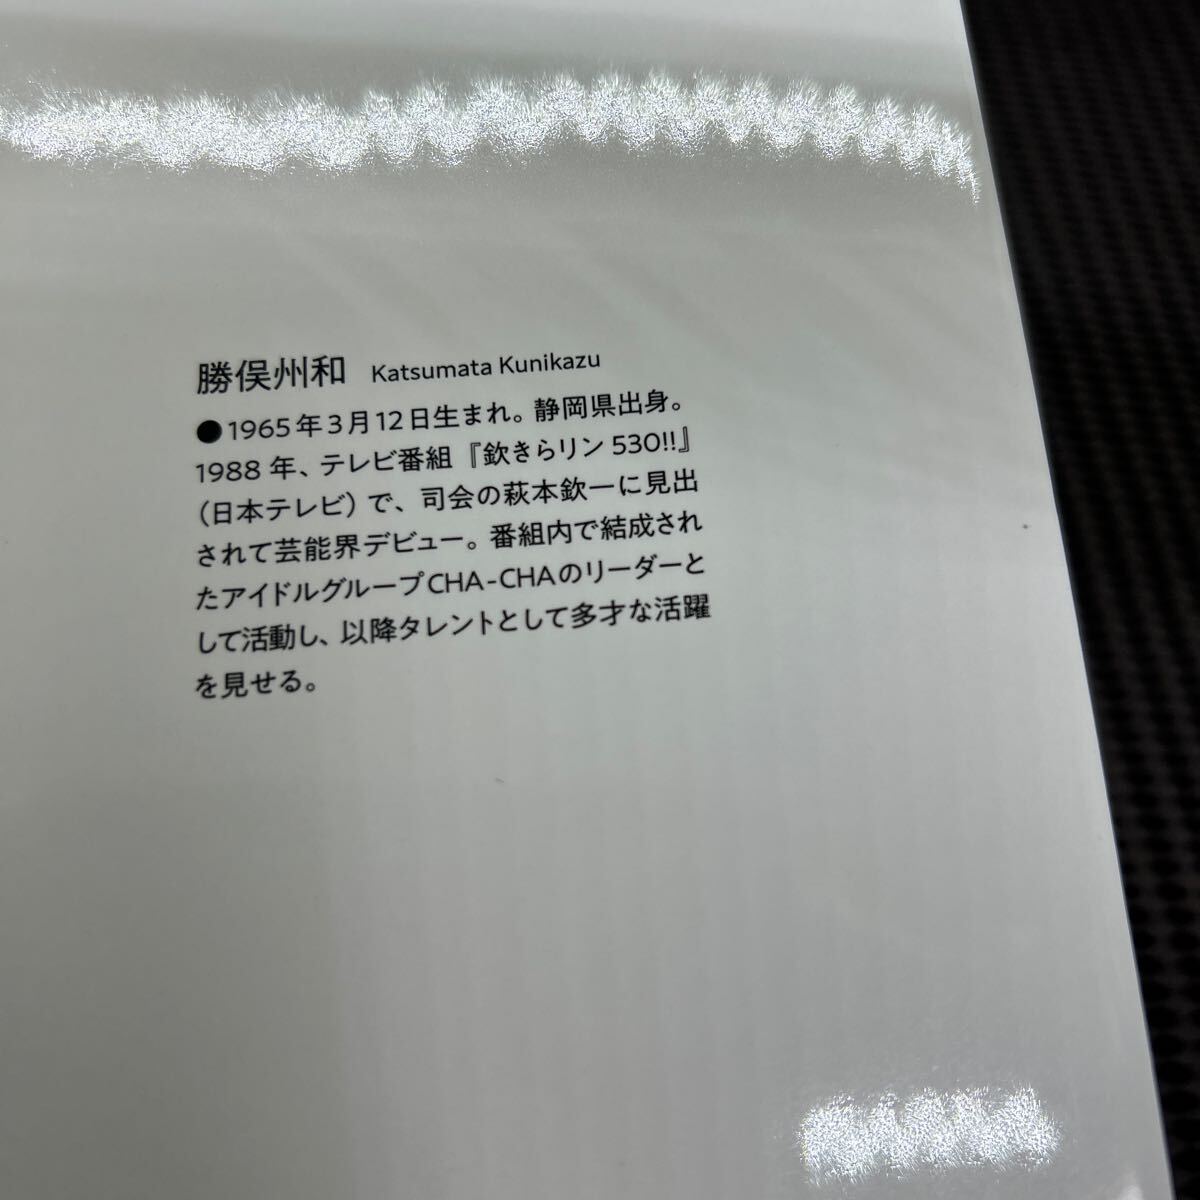 勝俣州和 Katsumata Kunikazu
●1965年3月12日生まれ。静岡県出身。
1988年、テレビ番組『欽きらリン530!!』
（日本テレビ）で、司会の萩本欽一に見出
されて芸能界デビュー。番組内で結成され
たアイドルグループCHA-CHAのリーダーと
して活動し、以降タレントとして多才な活躍
を見せる。